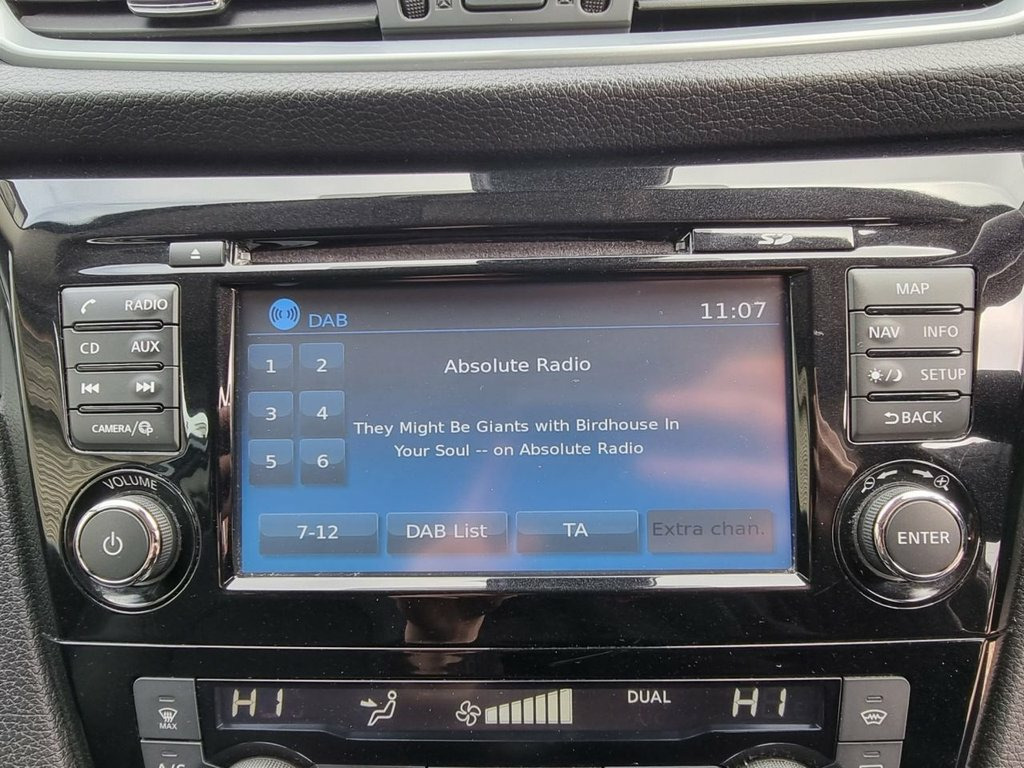 SD
RADIO
CD AUX
CAMERA/
VOLUME
DAB
11:07
1 2
Absolute Radio
3 4
They Might Be Giants with Birdhouse In
Your Soul -- on Absolute Radio
5 6
7-12 DAB List TA Extra chan.
MAP
NAV INFO
SETUP
BACK
ENTER
MAX
HI
DUAL
HI
A/C